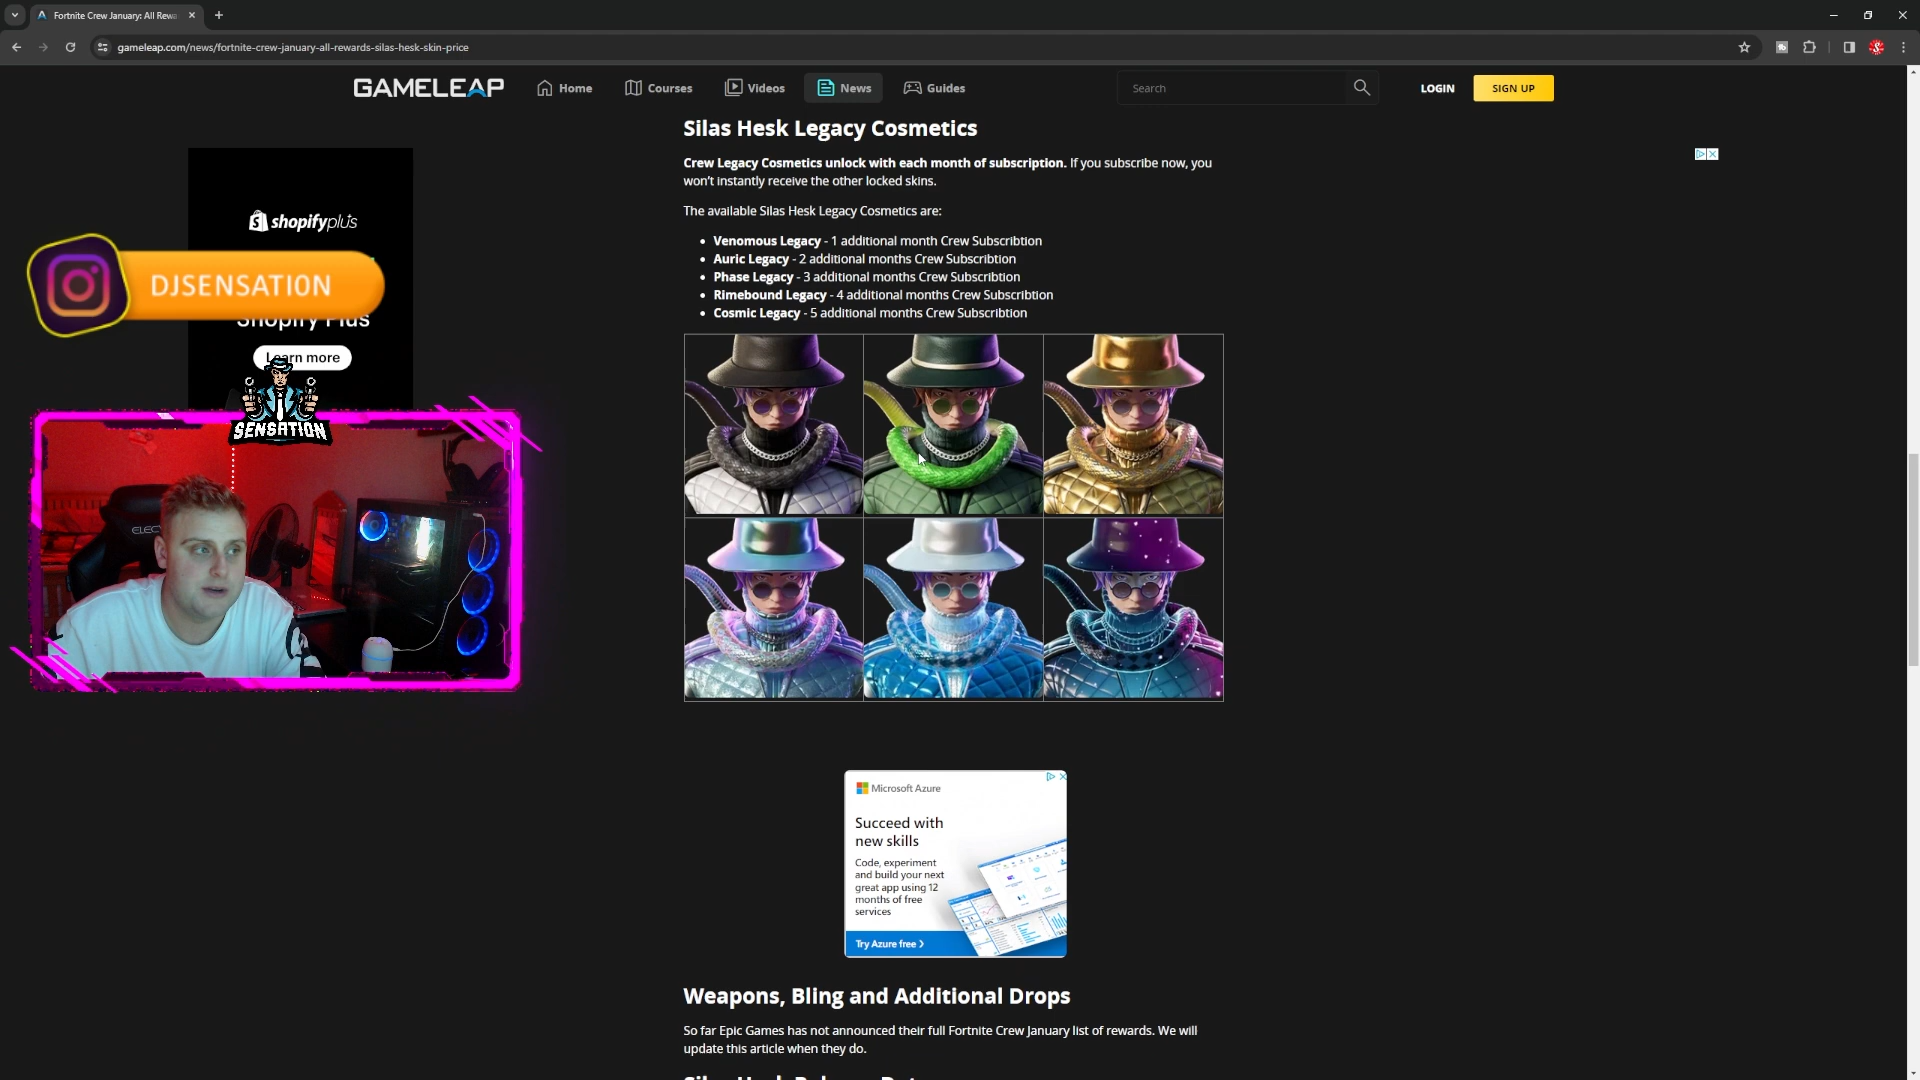 Fortnite Crew January: All Rewa
gameleap.com/news/fortnite-crew-january-all-rewards-silas-hesk-skin-price
GAMELEAP
Home
Courses
Videos
News
Guides
Search
LOGIN
SIGN UP
Silas Hesk Legacy Cosmetics
Crew Legacy Cosmetics unlock with each month of subscription. If you subscribe now, you
won't instantly receive the other locked skins.
The available Silas Hesk Legacy Cosmetics are:
• Venomous Legacy - 1 additional month Crew Subscribtion
• Auric Legacy - 2 additional months Crew Subscribtion
• Phase Legacy - 3 additional months Crew Subscribtion
• Rimebound Legacy - 4 additional months Crew Subscribtion
• Cosmic Legacy - 5 additional months Crew Subscribtion
shopifyplus
DJSENSATION
Shopify Plus
Learn more
SENSATION
Microsoft Azure
Succeed with
new skills
Code, experiment
and build your next
great app using 12
months of free
services
Try Azure free >
Weapons, Bling and Additional Drops
So far Epic Games has not announced their full Fortnite Crew January list of rewards. We will
update this article when they do.